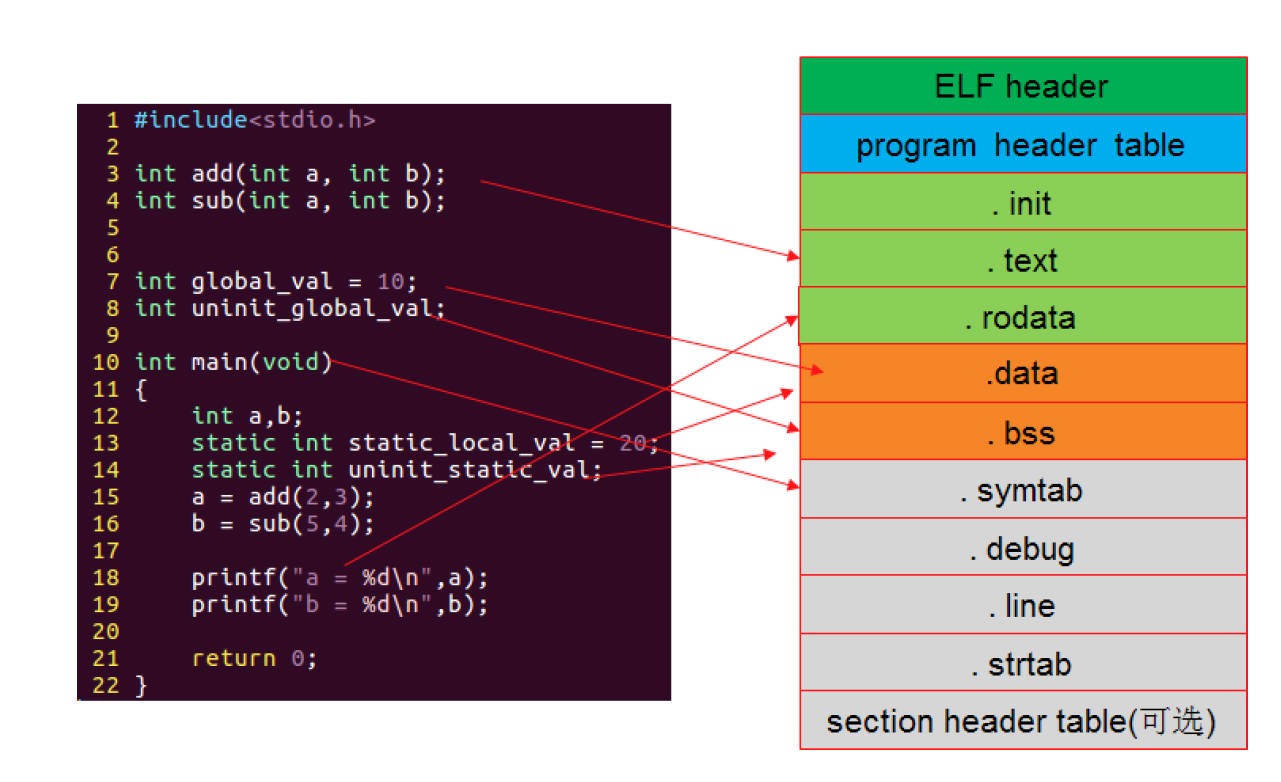 1 #include<stdio.h>
2
3 int add(int a, int b);
4 int sub(int a, int b);
5
6
7 int global_val = 10;
8 int uninit_global_val;
9
10 int main(void)
11 {
12     int a,b;
13     static int static_local_val = 20;
14     static int uninit_static_val;
15     a = add(2,3);
16     b = sub(5,4);
17
18     printf("a = %d\n",a);
19     printf("b = %d\n",b);
20
21     return 0;
22 }
ELF header
program header table
. init
. text
. rodata
.data
. bss
. symtab
. debug
. line
. strtab
section header table(可选)